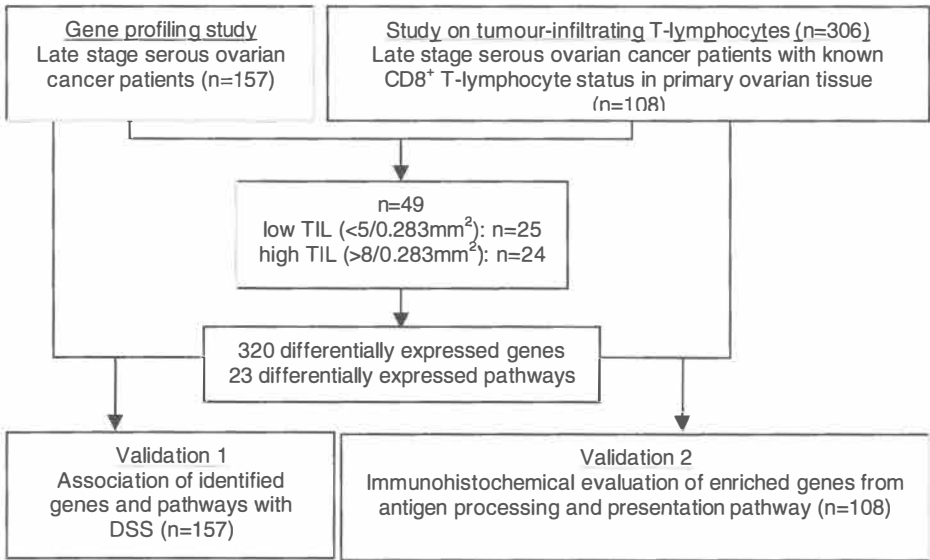 Gene profiling study
Late stage serous ovarian
cancer patients (n=157)
Study on tumour-infiltrating T-lymphocytes (n=306)
Late stage serous ovarian cancer patients with known
CD8⁺ T-lymphocyte status in primary ovarian tissue
(n=108)
n=49
low TIL (<5/0.283mm²): n=25
high TIL (>8/0.283mm²): n=24
320 differentially expressed genes
23 differentially expressed pathways
Validation 1
Association of identified
genes and pathways with
DSS (n=157)
Validation 2
Immunohistochemical evaluation of enriched genes from
antigen processing and presentation pathway (n=108)